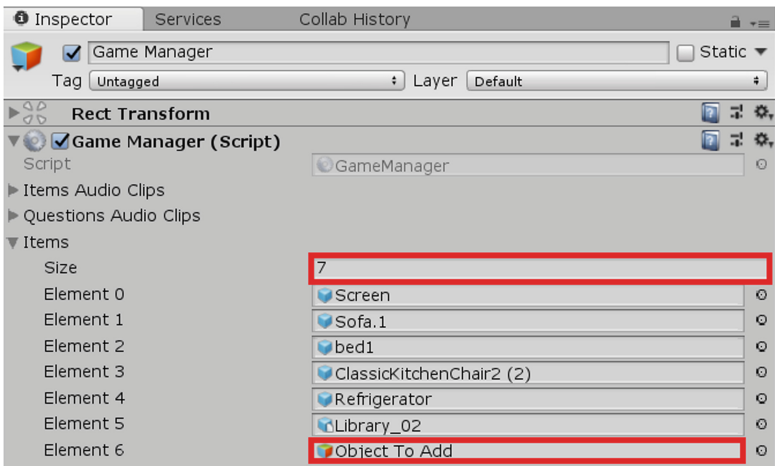 Inspector Services Collab History
Game Manager Static
Tag Untagged Layer Default
Rect Transform
Game Manager (Script)
Script GameManager
Items Audio Clips
Questions Audio Clips
Items
Size 7
Element 0 Screen
Element 1 Sofa.1
Element 2 bed1
Element 3 ClassicKitchenChair2 (2)
Element 4 Refrigerator
Element 5 Library_02
Element 6 Object To Add